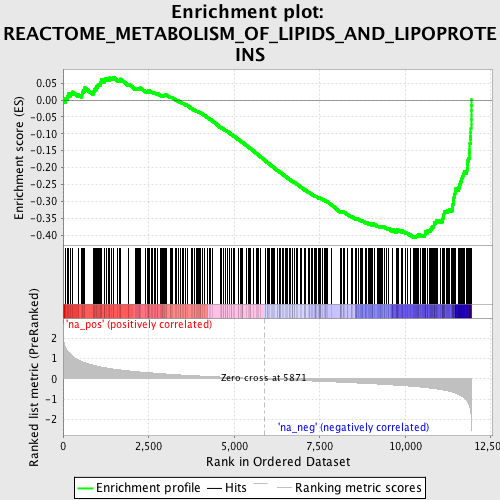 Enrichment plot:
REACTOME_METABOLISM_OF_LIPIDS_AND_LIPOPROTE
INS
Enrichment score (ES)
0.05
0.00
-0.05
-0.10
-0.15
-0.20
-0.25
-0.30
-0.35
-0.40
'na_pos' (positively correlated)
Ranked list metric (PreRanked)
2
1
0
-1
-2
Zero cross at 5871
'na_neg' (negatively correlated)
0
2,500
5,000
7,500
10,000
12,500
Rank in Ordered Dataset
Enrichment profile
Hits
Ranking metric scores